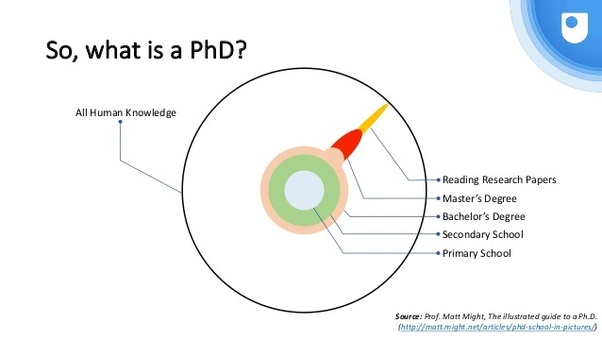 So, what is a PhD?
All Human Knowledge
Reading Research Papers
Master's Degree
Bachelor's Degree
Secondary School
Primary School
Source: Prof. Matt Might, The illustrated guide to a Ph.D.
(http://matt.might.net/articles/phd-school-in-pictures/)